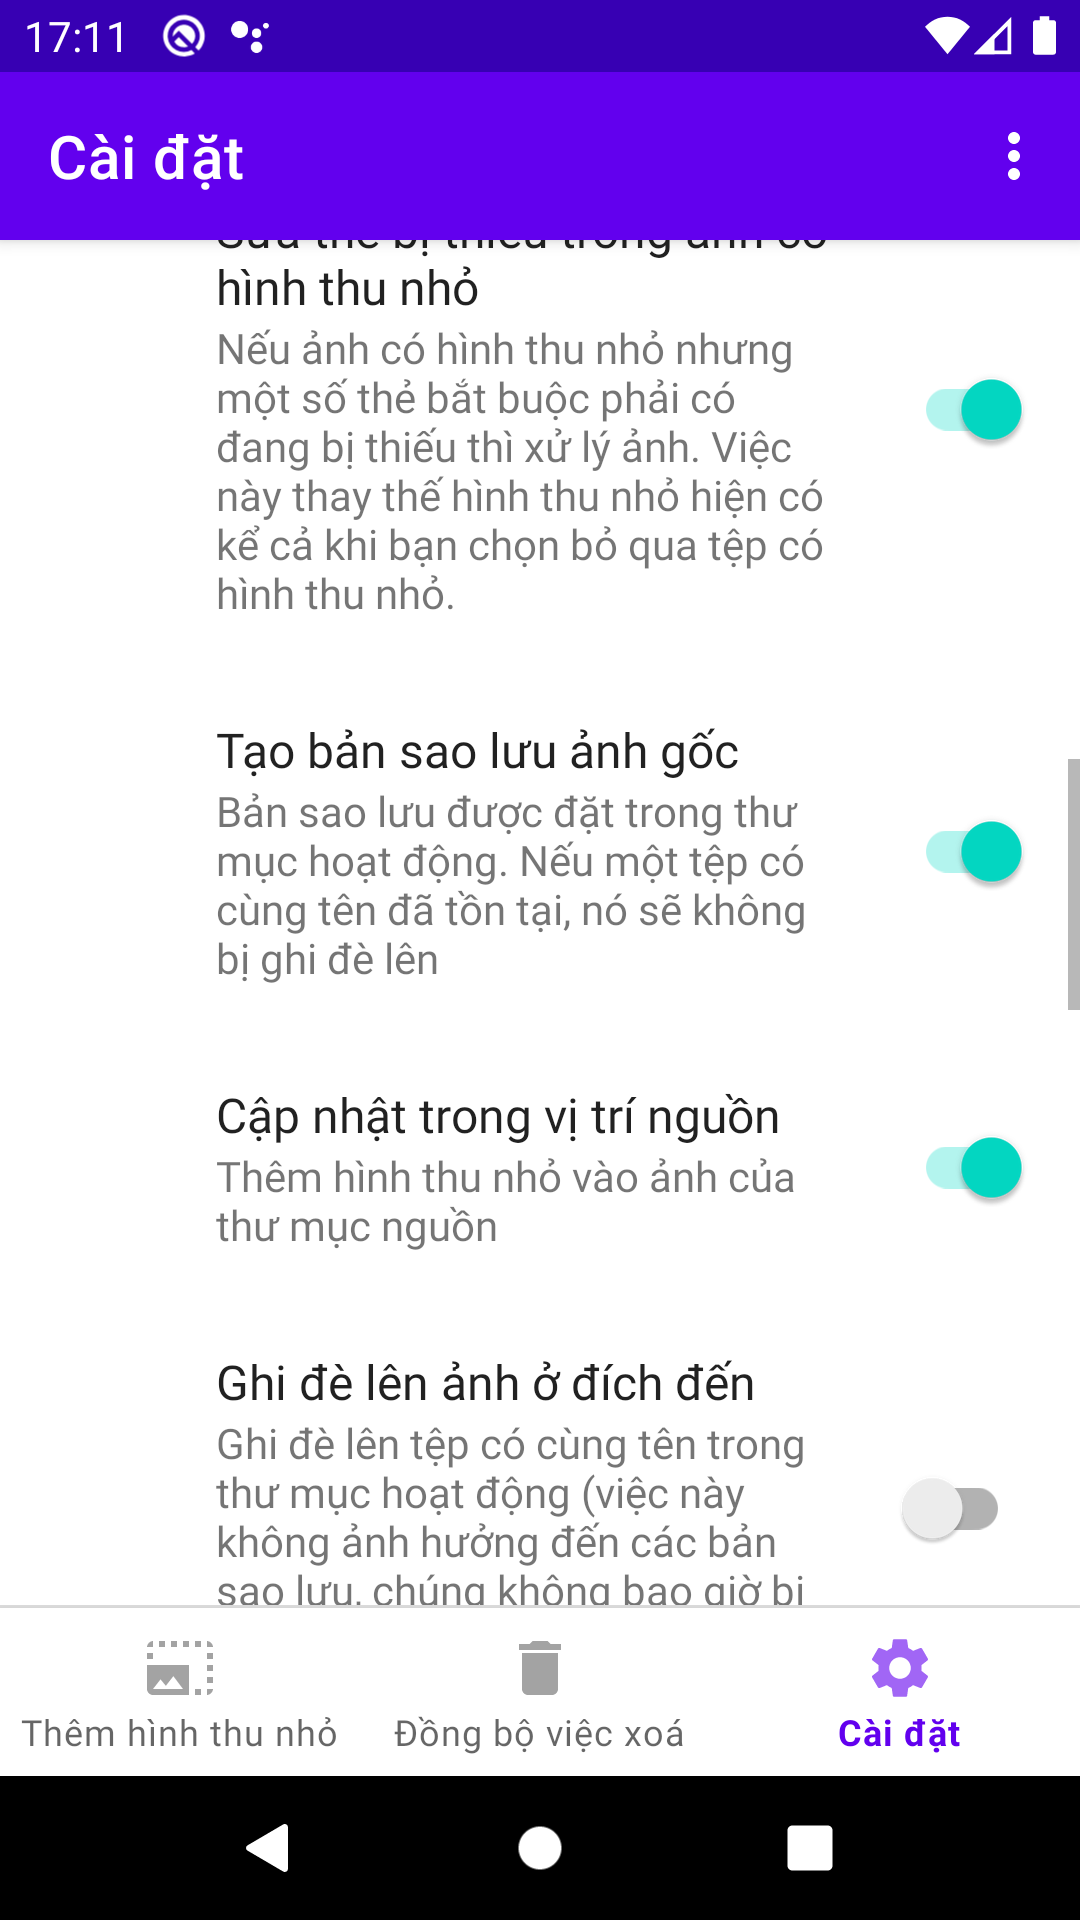 17:11
Cài đặt
Sửa thẻ bị thiếu trong ảnh có
hình thu nhỏ
Nếu ảnh có hình thu nhỏ nhưng
một số thẻ bắt buộc phải có
đang bị thiếu thì xử lý ảnh. Việc
này thay thế hình thu nhỏ hiện có
kể cả khi bạn chọn bỏ qua tệp có
hình thu nhỏ.
Tạo bản sao lưu ảnh gốc
Bản sao lưu được đặt trong thư
mục hoạt động. Nếu một tệp có
cùng tên đã tồn tại, nó sẽ không
bị ghi đè lên
Cập nhật trong vị trí nguồn
Thêm hình thu nhỏ vào ảnh của
thư mục nguồn
Ghi đè lên ảnh ở đích đến
Ghi đè lên tệp có cùng tên trong
thư mục hoạt động (việc này
không ảnh hưởng đến các bản
sao lưu, chúng không bao giờ bị
Thêm hình thu nhỏ
Đồng bộ việc xoá
Cài đặt